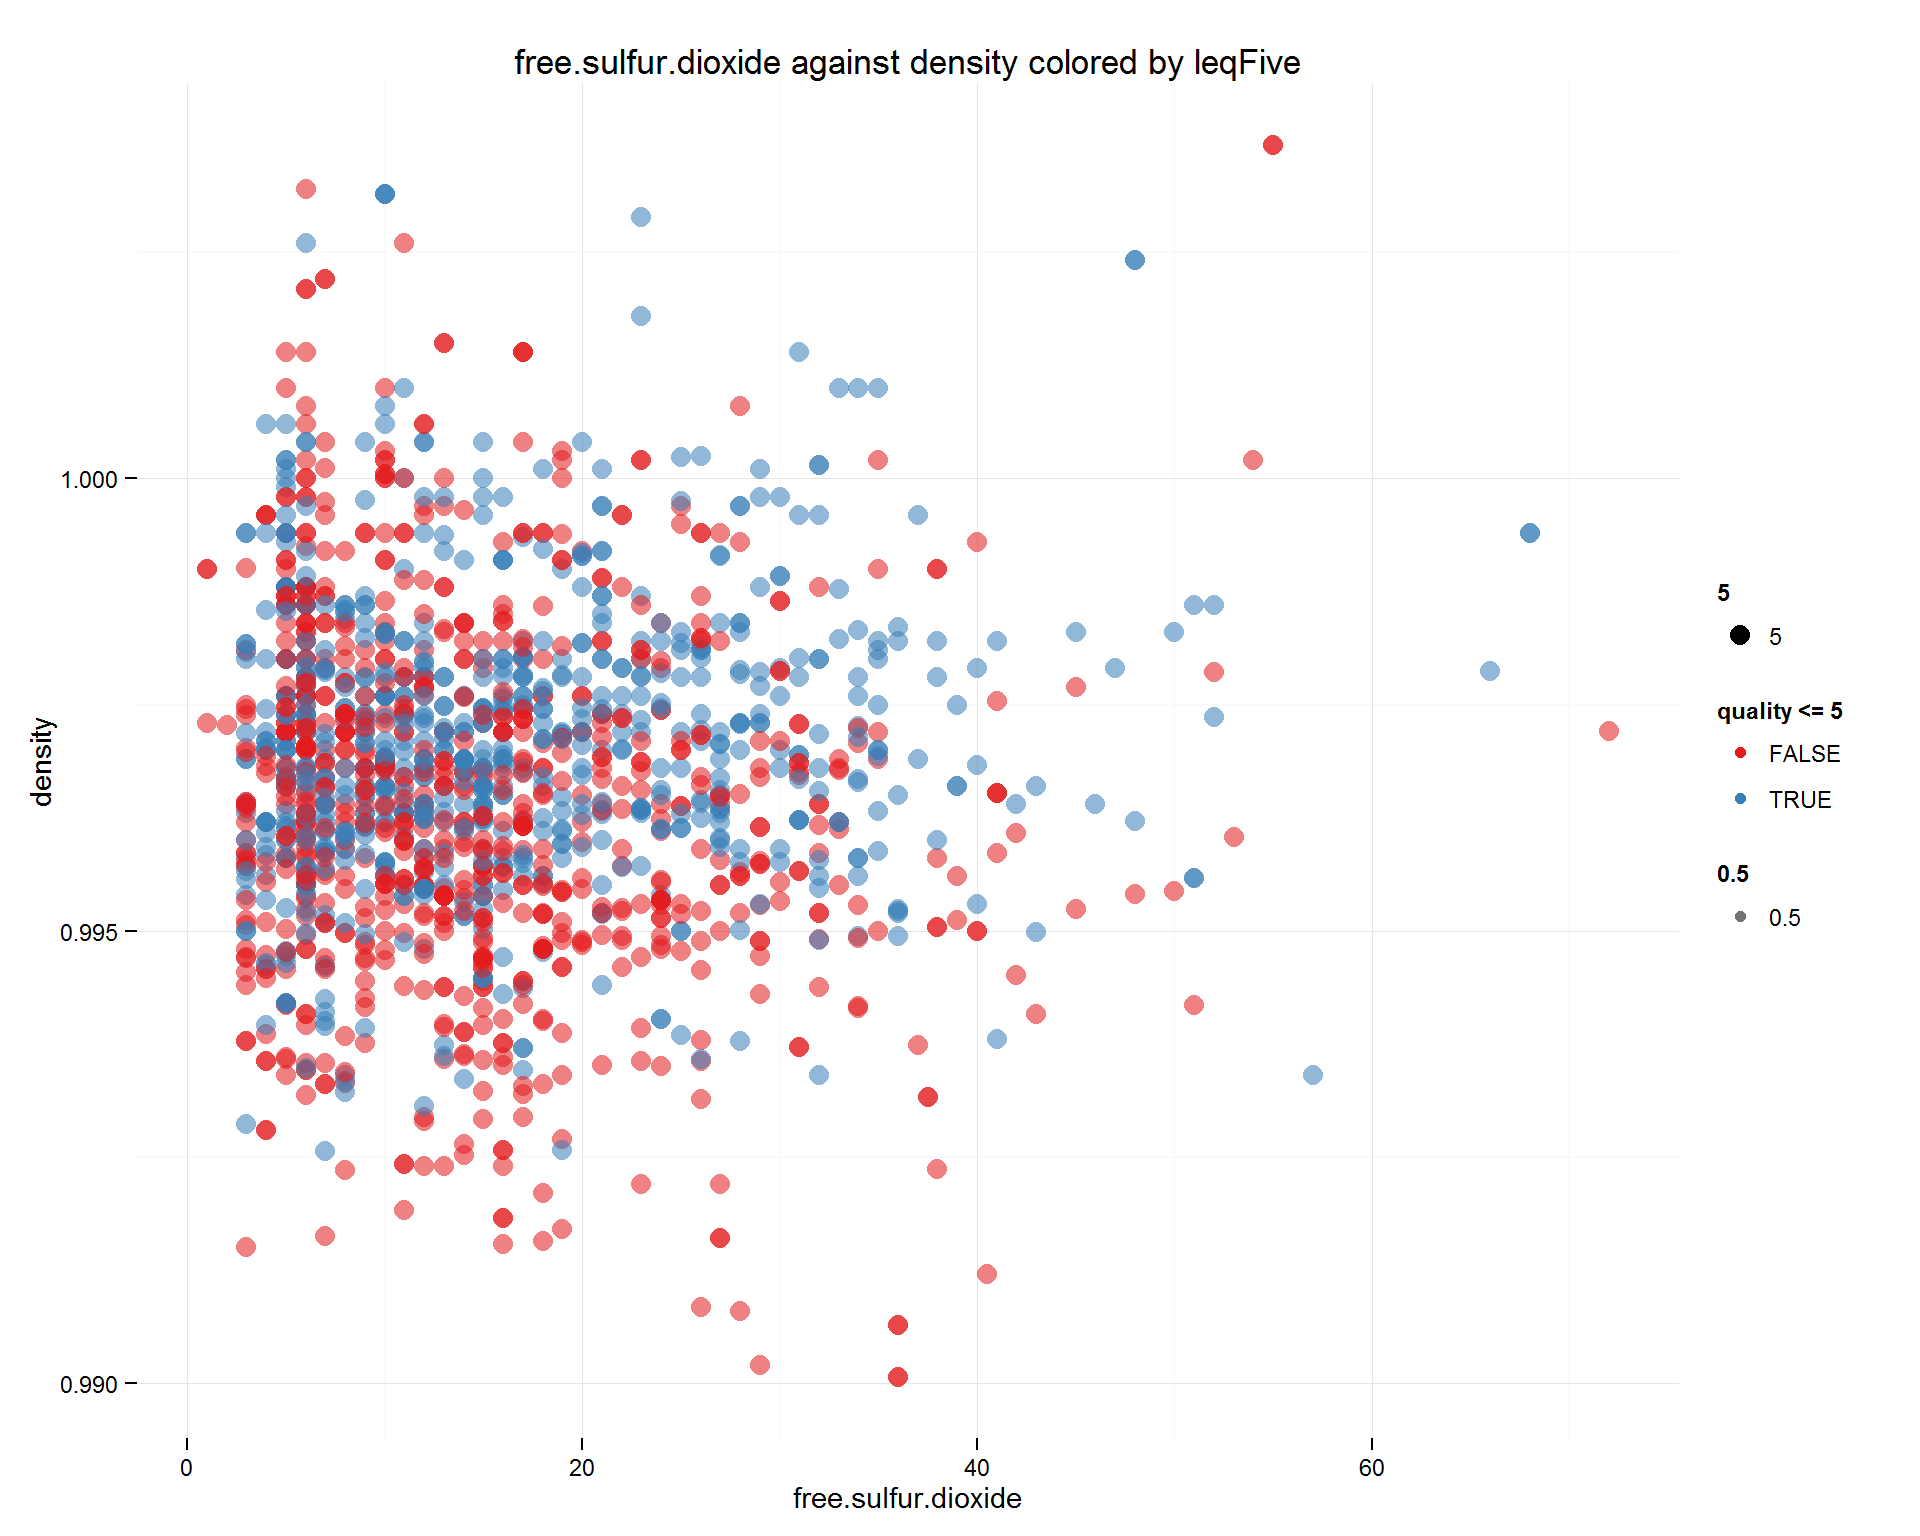 free.sulfur.dioxide against density colored by leqFive
1.000
0.995
0.990
density
0
20
40
60
free.sulfur.dioxide
5
5
quality <= 5
FALSE
TRUE
0.5
0.5